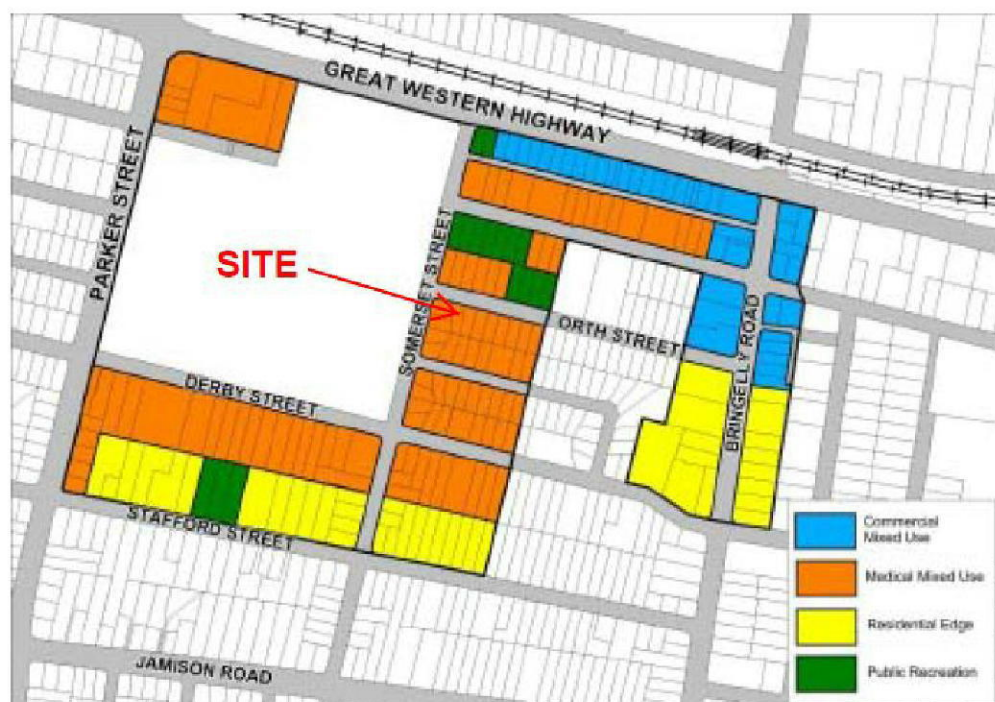 GREAT WESTERN HIGHWAY
PARKER STREET
SITE
SOMERSET STREET
ORTH STREET
BRINGELLY ROAD
DERBY STREET
STAFFORD STREET
JAMISON ROAD
Commercial
Mixed Use
Medical Mixed Use
Residential Edge
Public Recreation